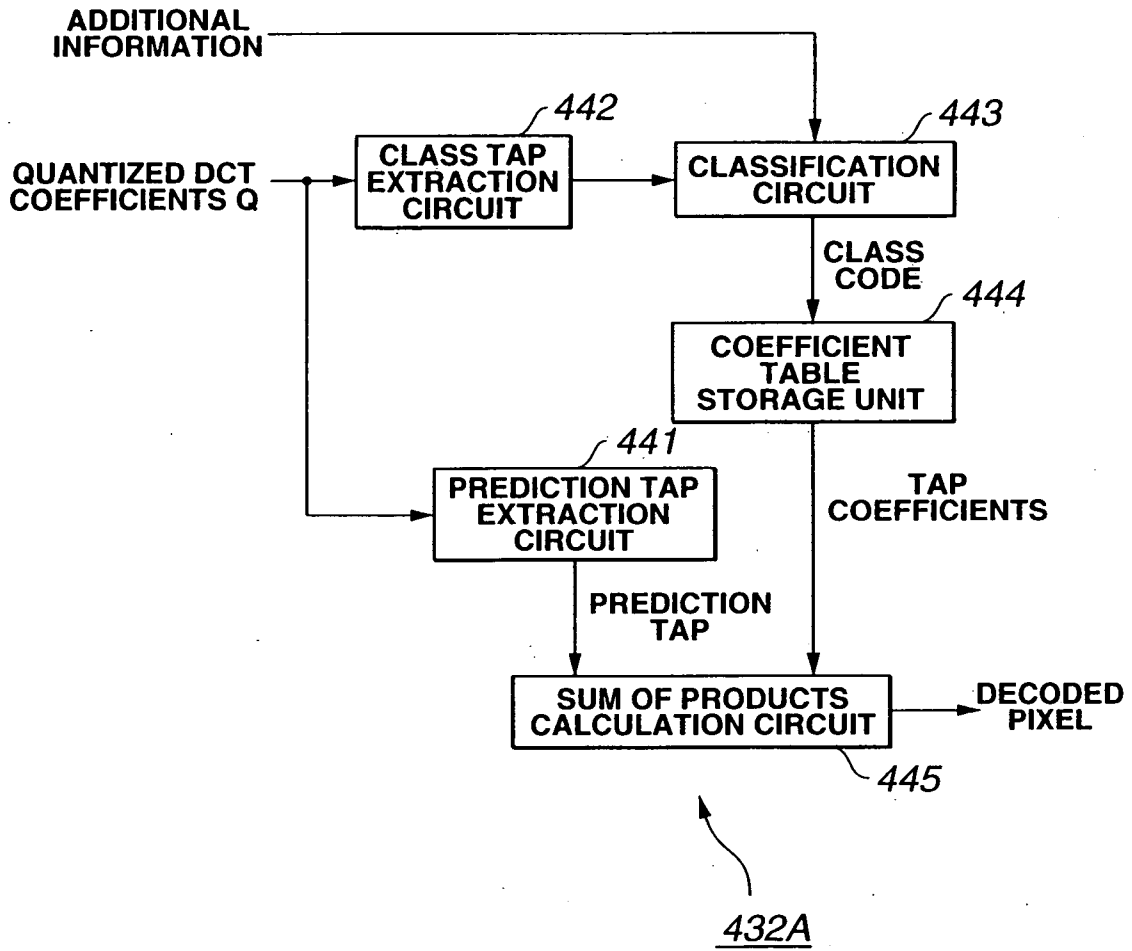 ADDITIONAL
INFORMATION
442
443
QUANTIZED DCT
COEFFICIENTS Q
CLASS TAP
EXTRACTION
CIRCUIT
CLASSIFICATION
CIRCUIT
CLASS
CODE
444
COEFFICIENT
TABLE
STORAGE UNIT
441
PREDICTION TAP
EXTRACTION
CIRCUIT
TAP
COEFFICIENTS
PREDICTION
TAP
SUM OF PRODUCTS
CALCULATION CIRCUIT
DECODED
PIXEL
445
432A